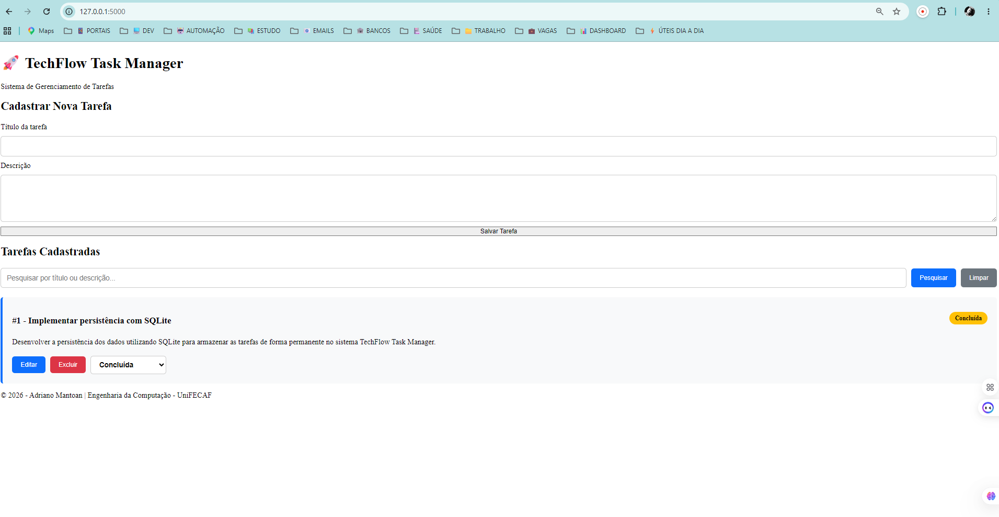 127.0.0.1:5000
Maps PORTAIS DEV AUTOMAÇÃO ESTUDO EMAILS BANCOS SAÚDE TRABALHO VAGAS DASHBOARD ÚTEIS DIA A DIA
🚀 TechFlow Task Manager
Sistema de Gerenciamento de Tarefas
Cadastrar Nova Tarefa
Título da tarefa
Descrição
Salvar Tarefa
Tarefas Cadastradas
Pesquisar por título ou descrição... Pesquisar Limpar
#1 - Implementar persistência com SQLite Concluída
Desenvolver a persistência dos dados utilizando SQLite para armazenar as tarefas de forma permanente no sistema TechFlow Task Manager.
Editar Excluir Concluída
© 2026 - Adriano Mantoan | Engenharia da Computação - UniFECAF